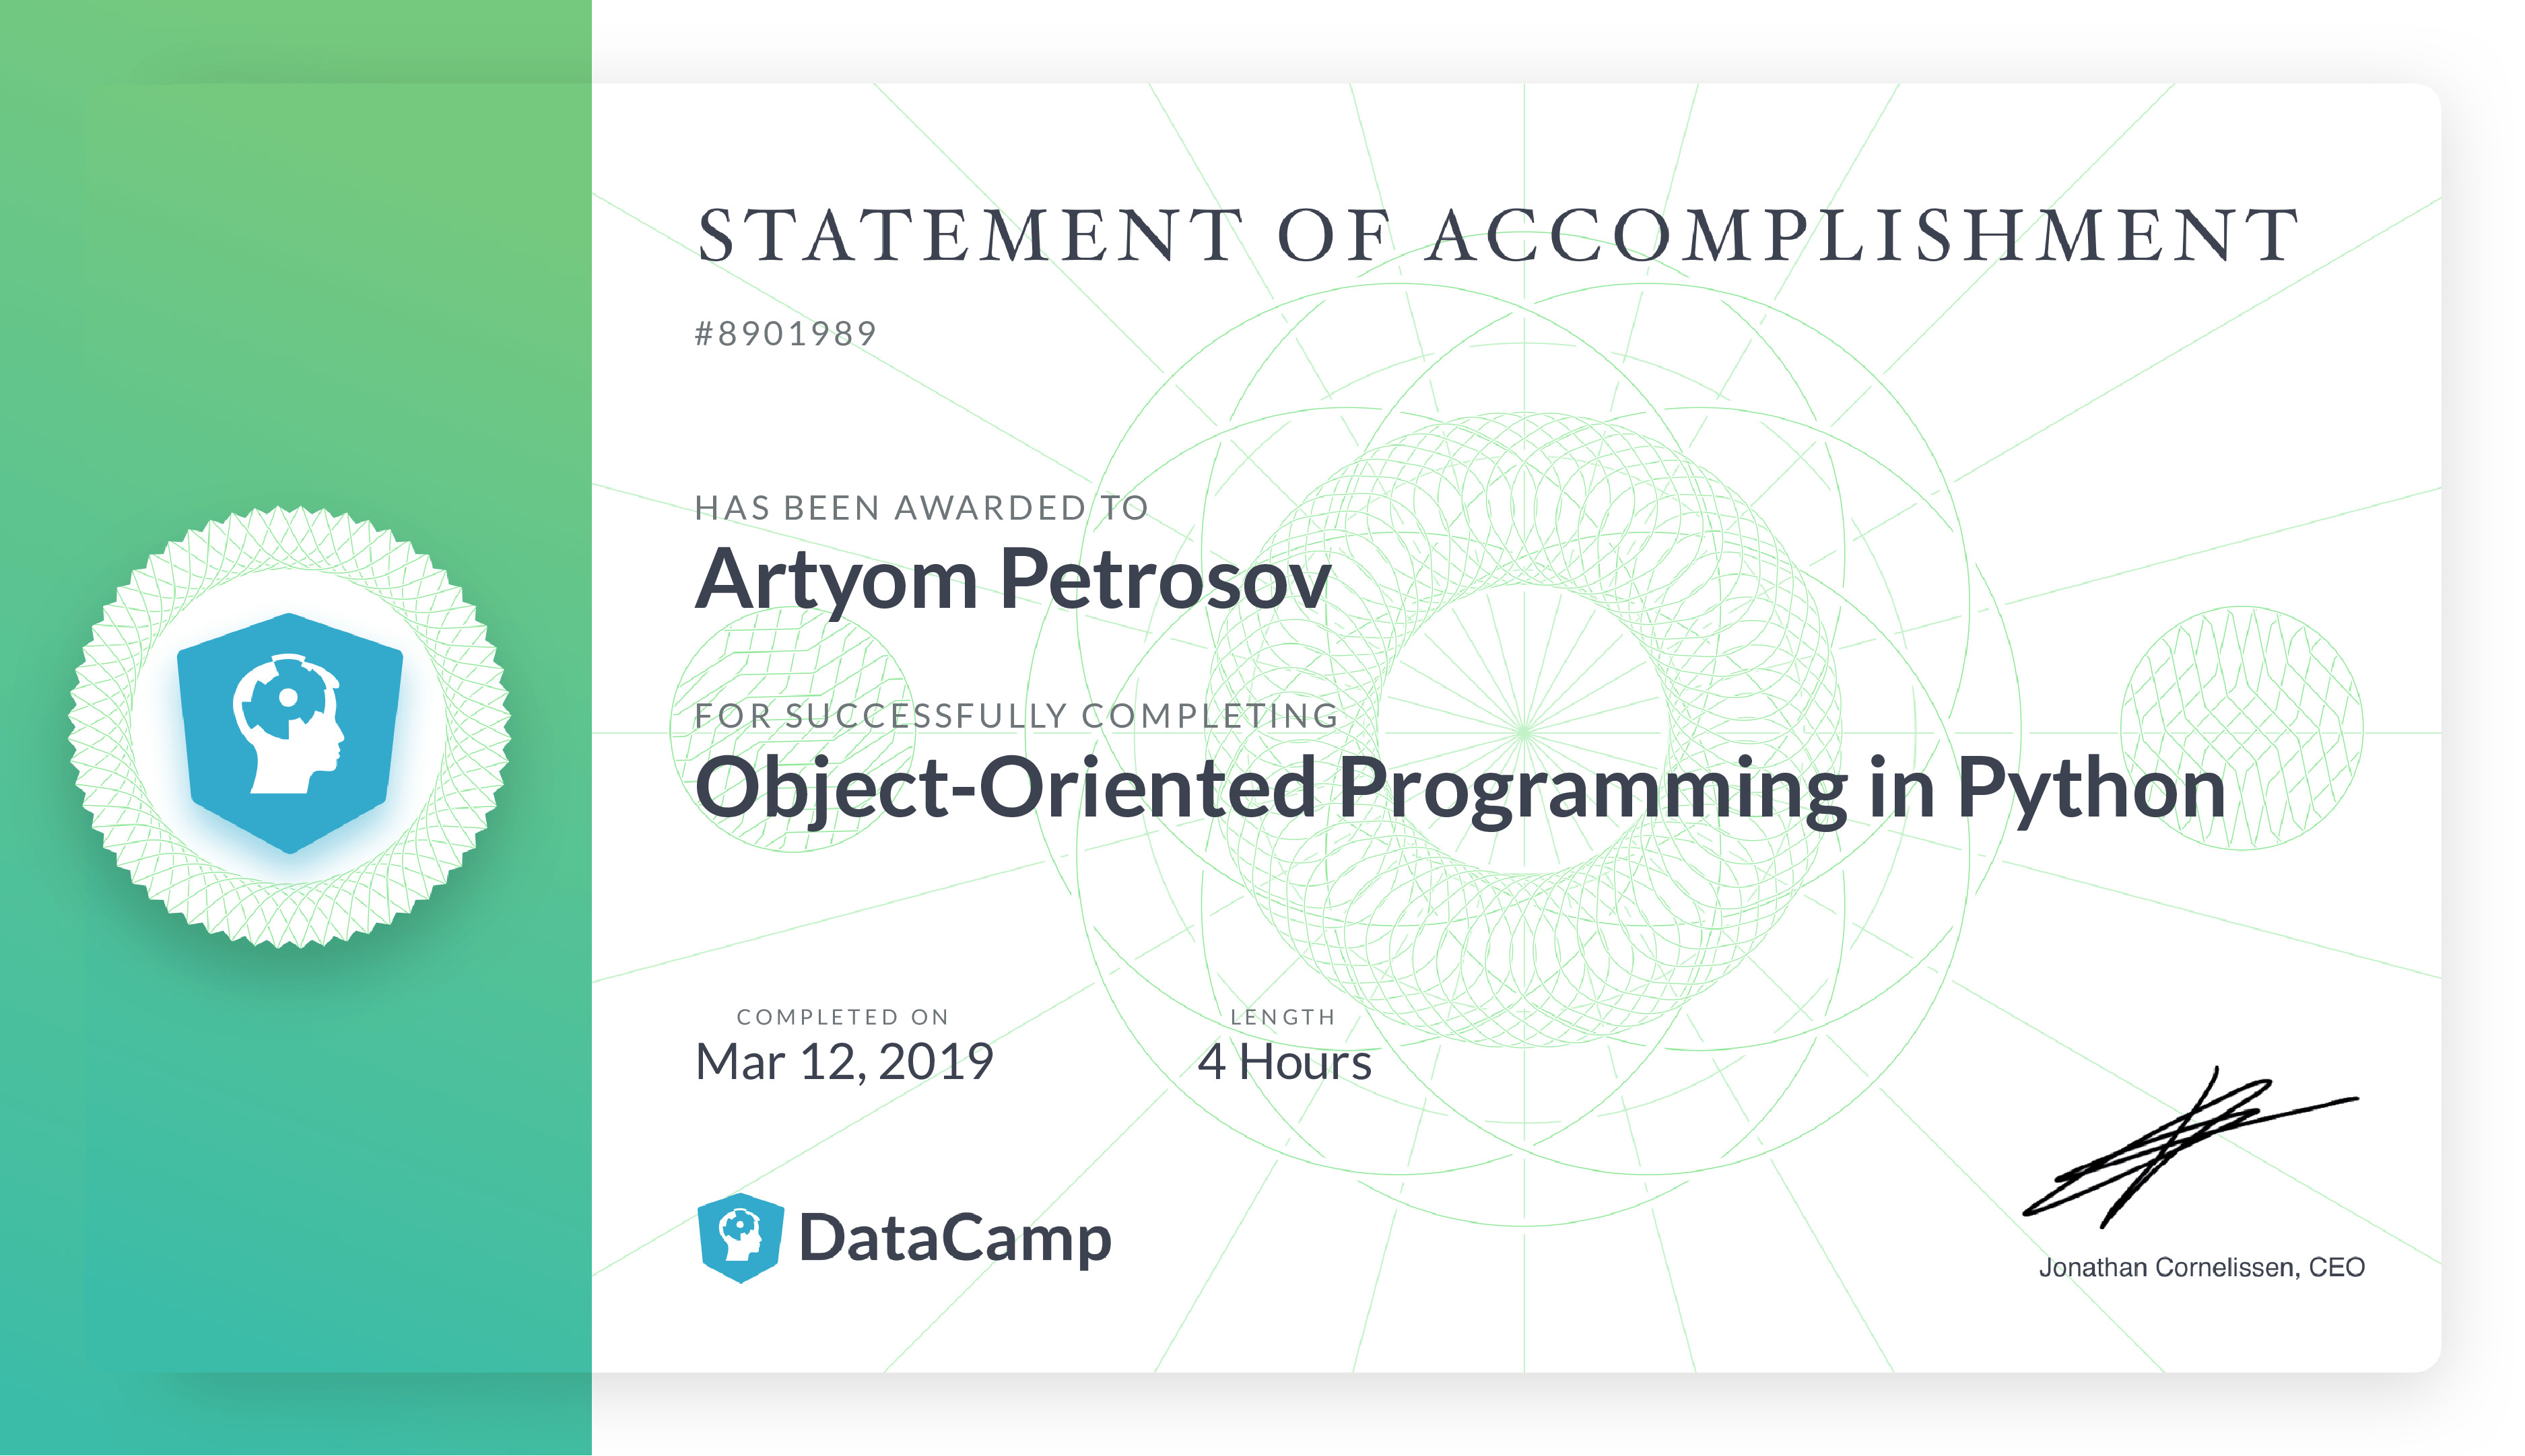 STATEMENT OF ACCOMPLISHMENT
#8901989
HAS BEEN AWARDED TO
Artyom Petrosov
FOR SUCCESSFULLY COMPLETING
Object-Oriented Programming in Python
COMPLETED ON
Mar 12, 2019
LENGTH
4 Hours
DataCamp
Jonathan Cornelissen, CEO